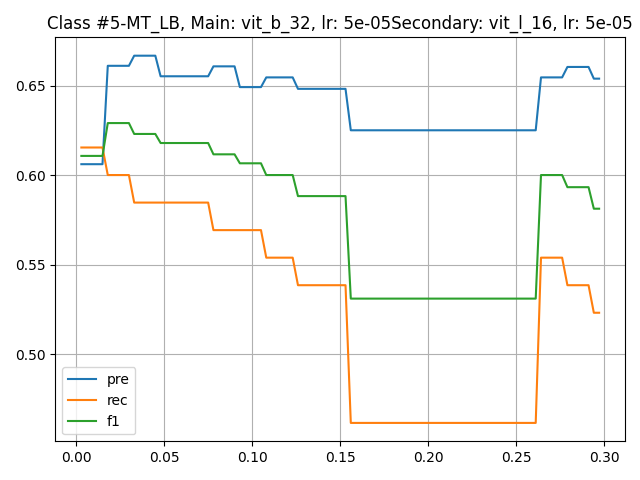 Class #5-MT_LB, Main: vit_b_32, lr: 5e-05Secondary: vit_l_16, lr: 5e-05
0.65
0.60
0.55
0.50
pre
rec
f1
0.00 0.05 0.10 0.15 0.20 0.25 0.30